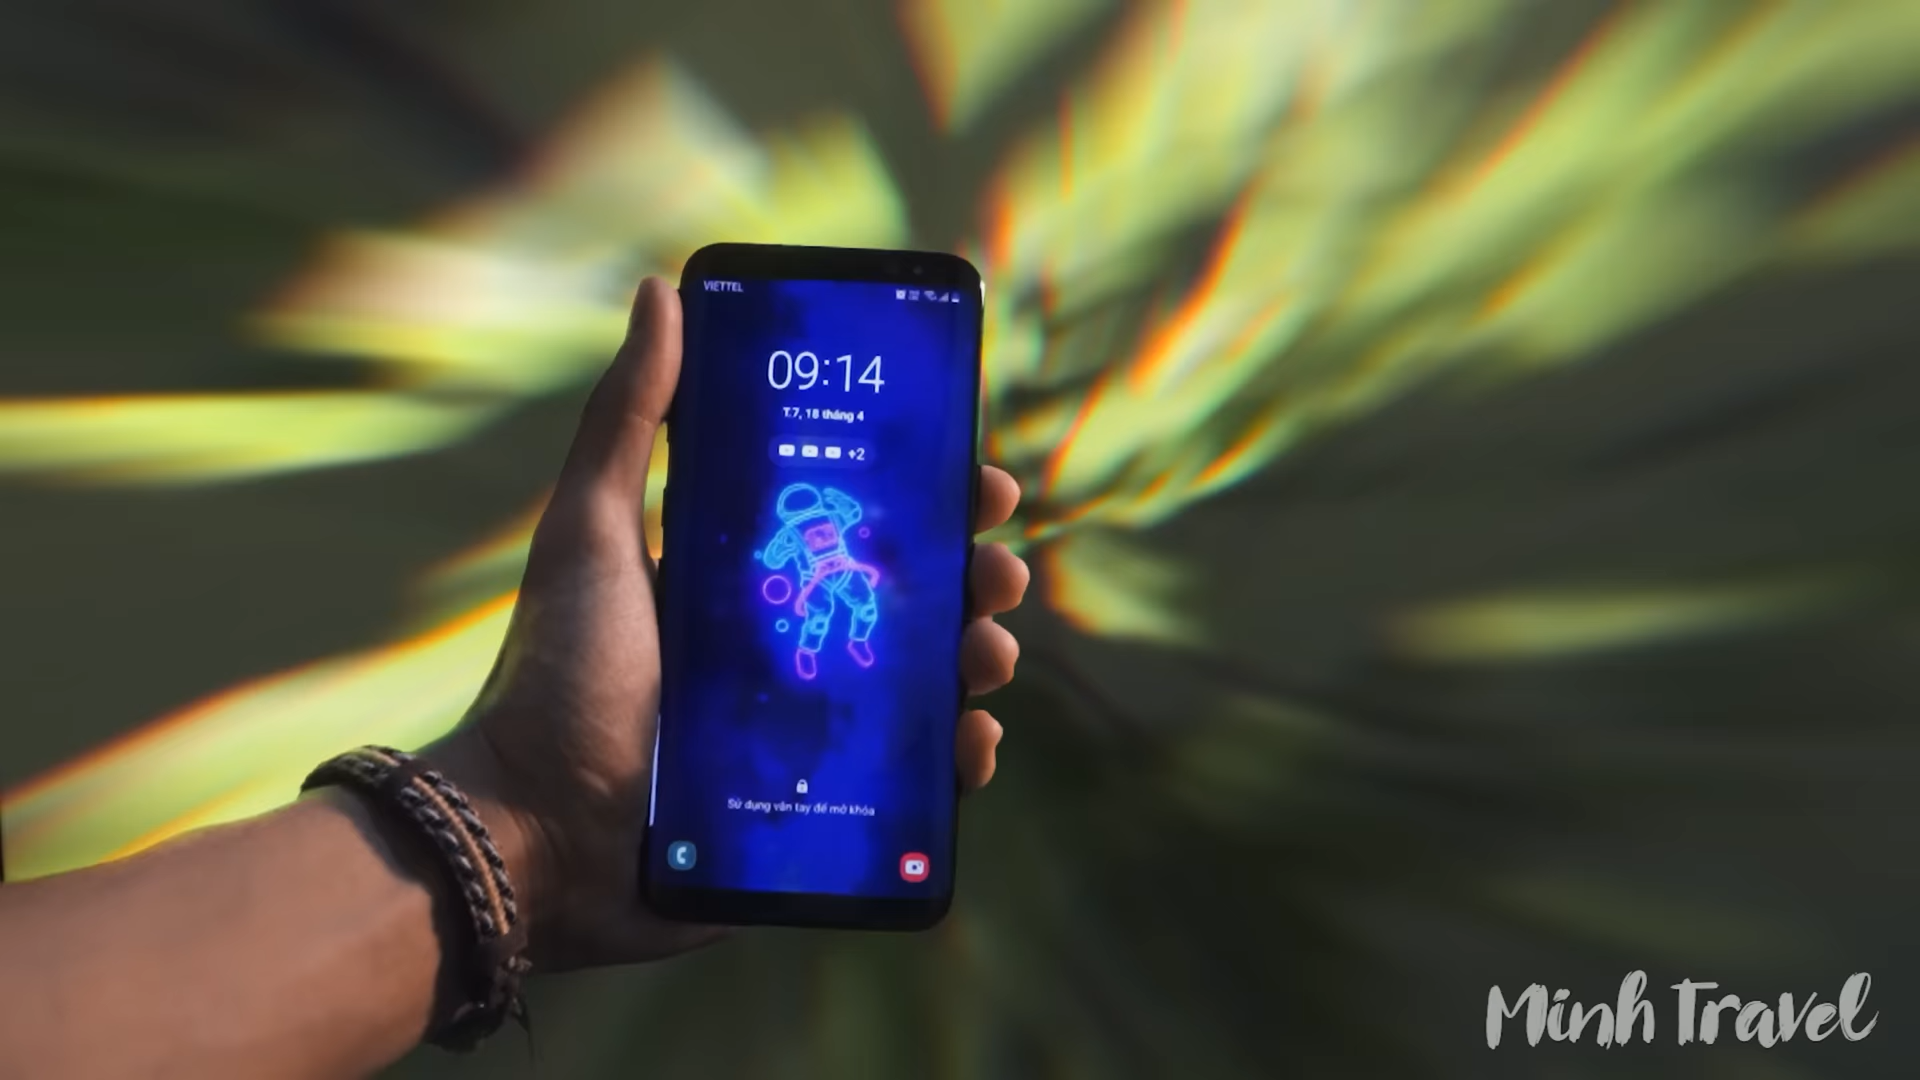 VIETTEL
09:14
T.7, 18 tháng 4
+2
Sử dụng vân tay để mở khóa
Minh Travel